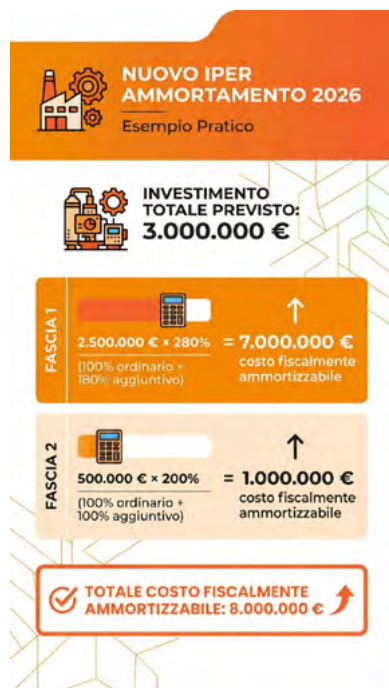 NUOVO IPER
AMMORTAMENTO 2026
Esempio Pratico
INVESTIMENTO
TOTALE PREVISTO:
3.000.000 €
FASCIA 1
2.500.000 € × 280%
(100% ordinario +
180% aggiuntivo)
= 7.000.000 €
costo fiscalmente
ammortizzabile
FASCIA 2
500.000 € × 200%
(100% ordinario +
100% aggiuntivo)
= 1.000.000 €
costo fiscalmente
ammortizzabile
TOTALE COSTO FISCALMENTE
AMMORTIZZABILE: 8.000.000 €